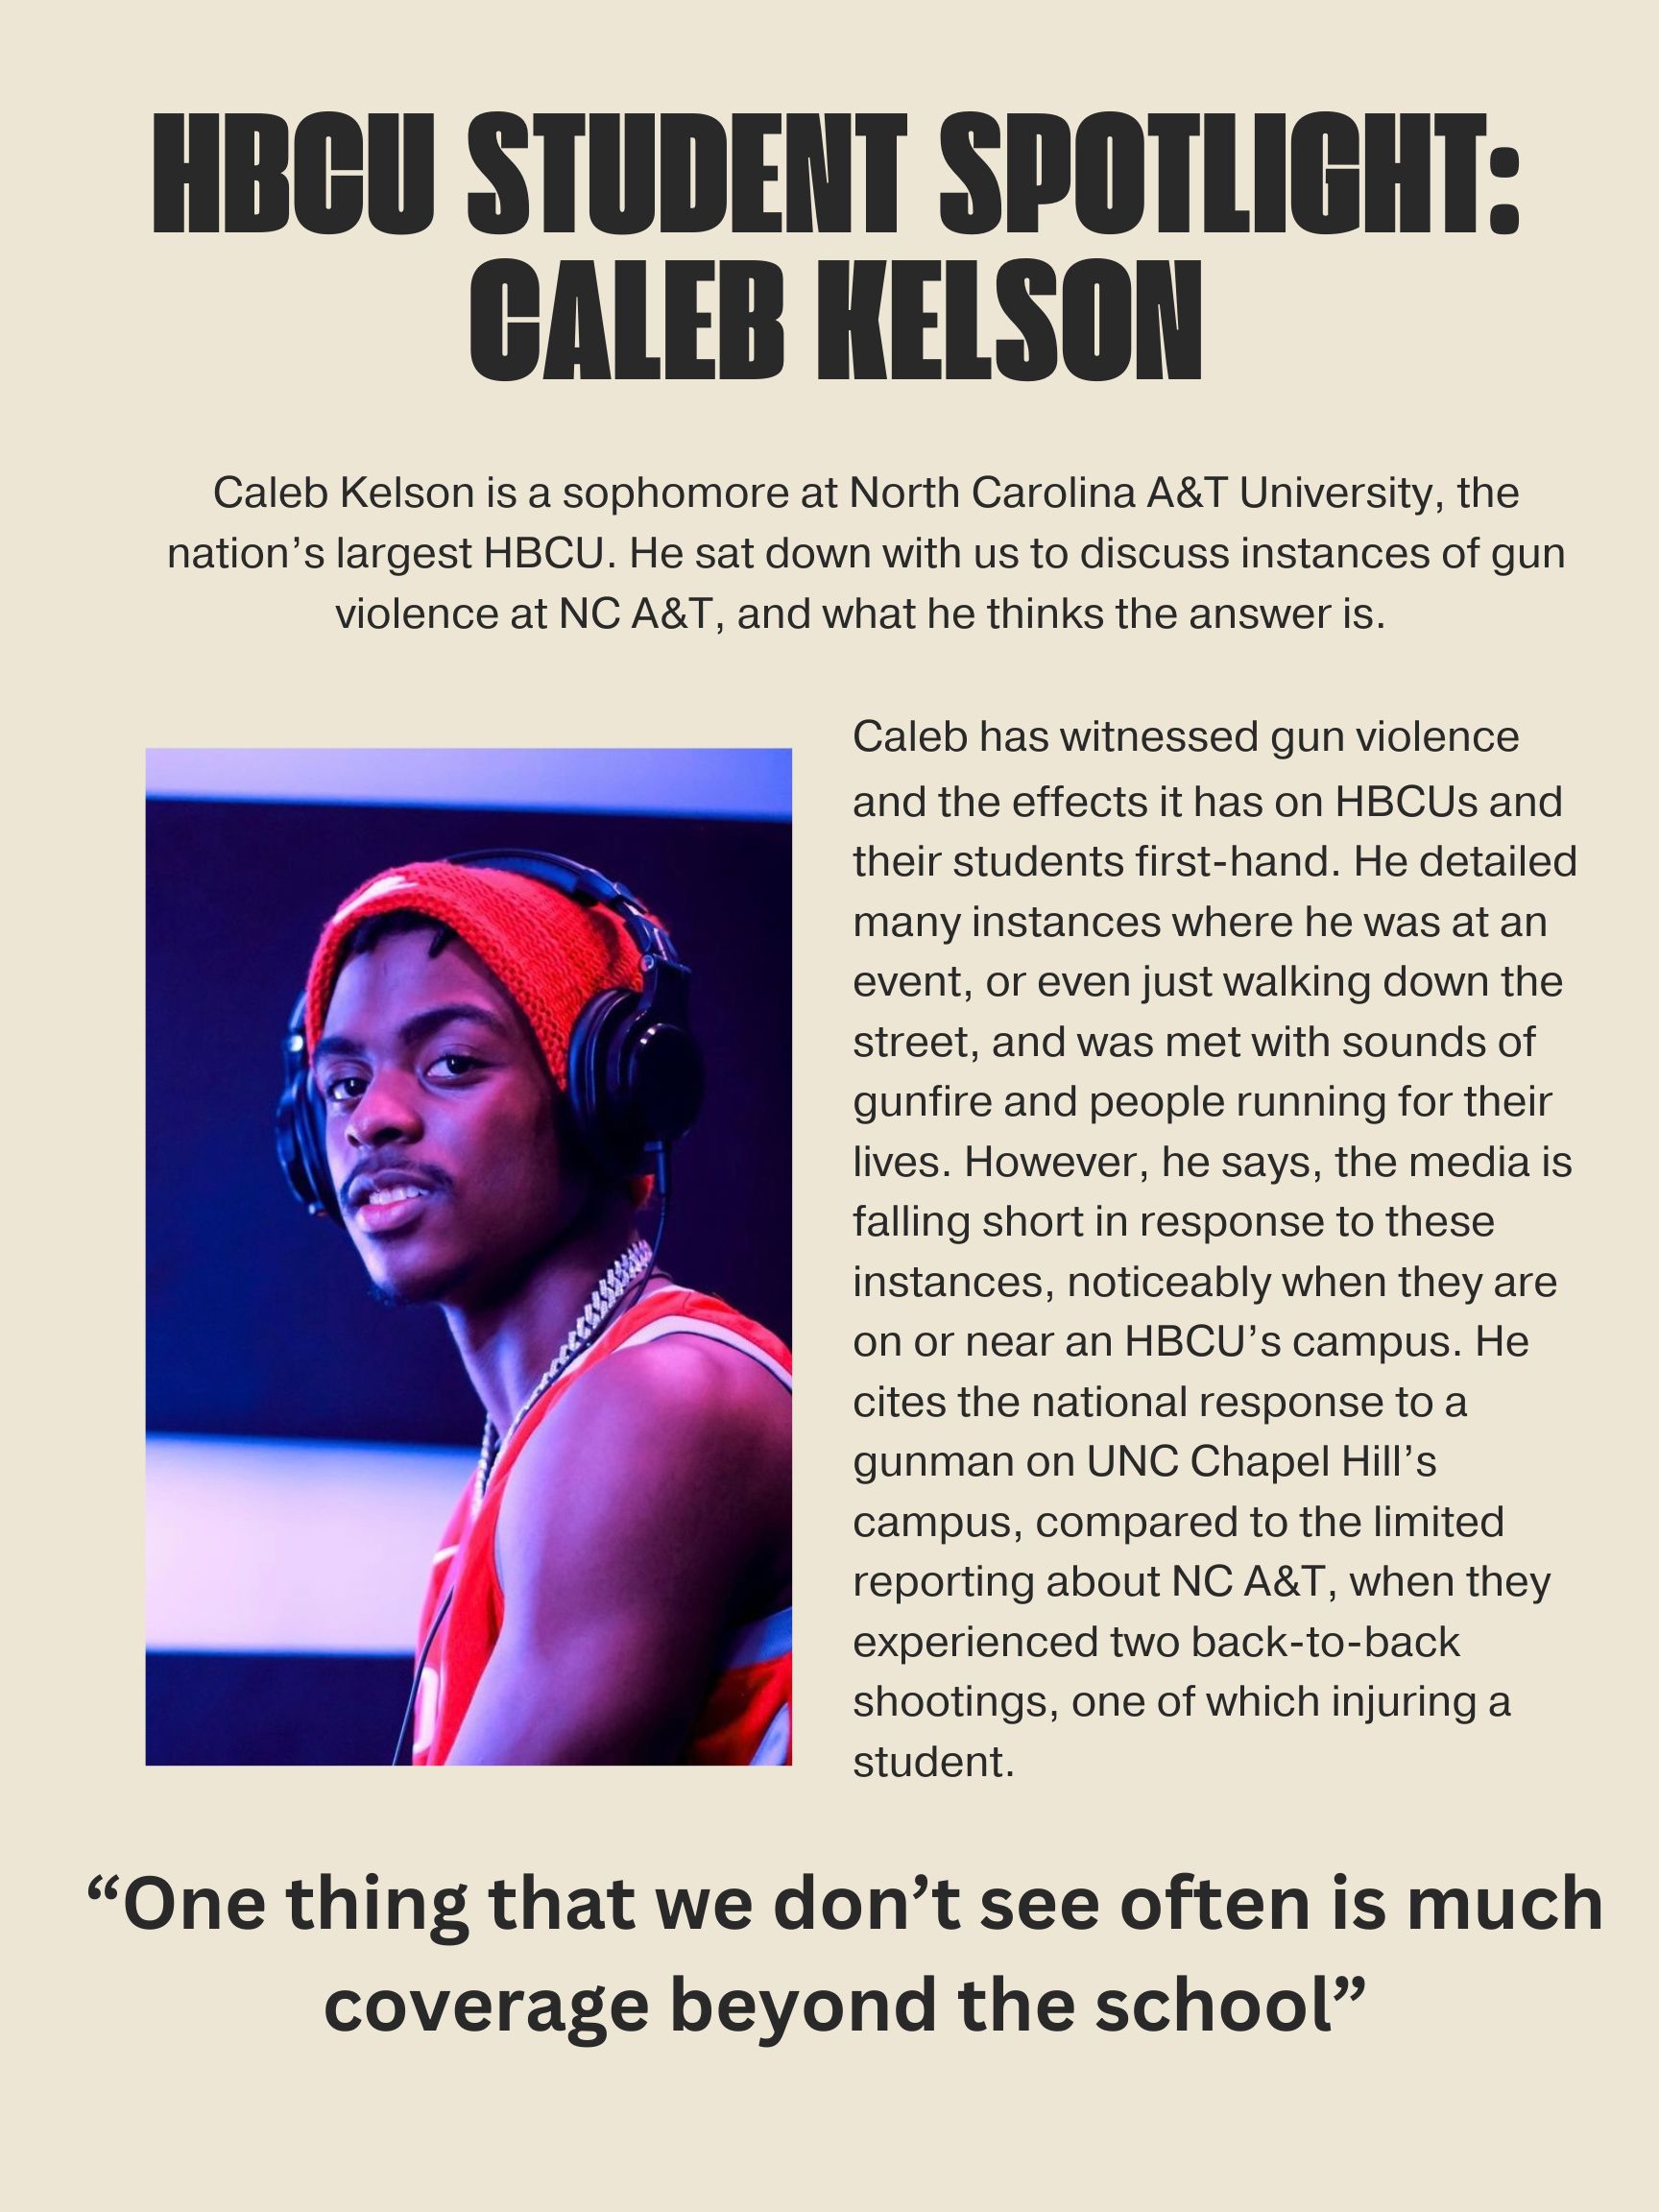 HBCU STUDENT SPOTLIGHT:
CALEB KELSON
Caleb Kelson is a sophomore at North Carolina A&T University, the
nation’s largest HBCU. He sat down with us to discuss instances of gun
violence at NC A&T, and what he thinks the answer is.
Caleb has witnessed gun violence
and the effects it has on HBCUs and
their students first-hand. He detailed
many instances where he was at an
event, or even just walking down the
street, and was met with sounds of
gunfire and people running for their
lives. However, he says, the media is
falling short in response to these
instances, noticeably when they are
on or near an HBCU’s campus. He
cites the national response to a
gunman on UNC Chapel Hill’s
campus, compared to the limited
reporting about NC A&T, when they
experienced two back-to-back
shootings, one of which injuring a
student.
“One thing that we don’t see often is much
coverage beyond the school”